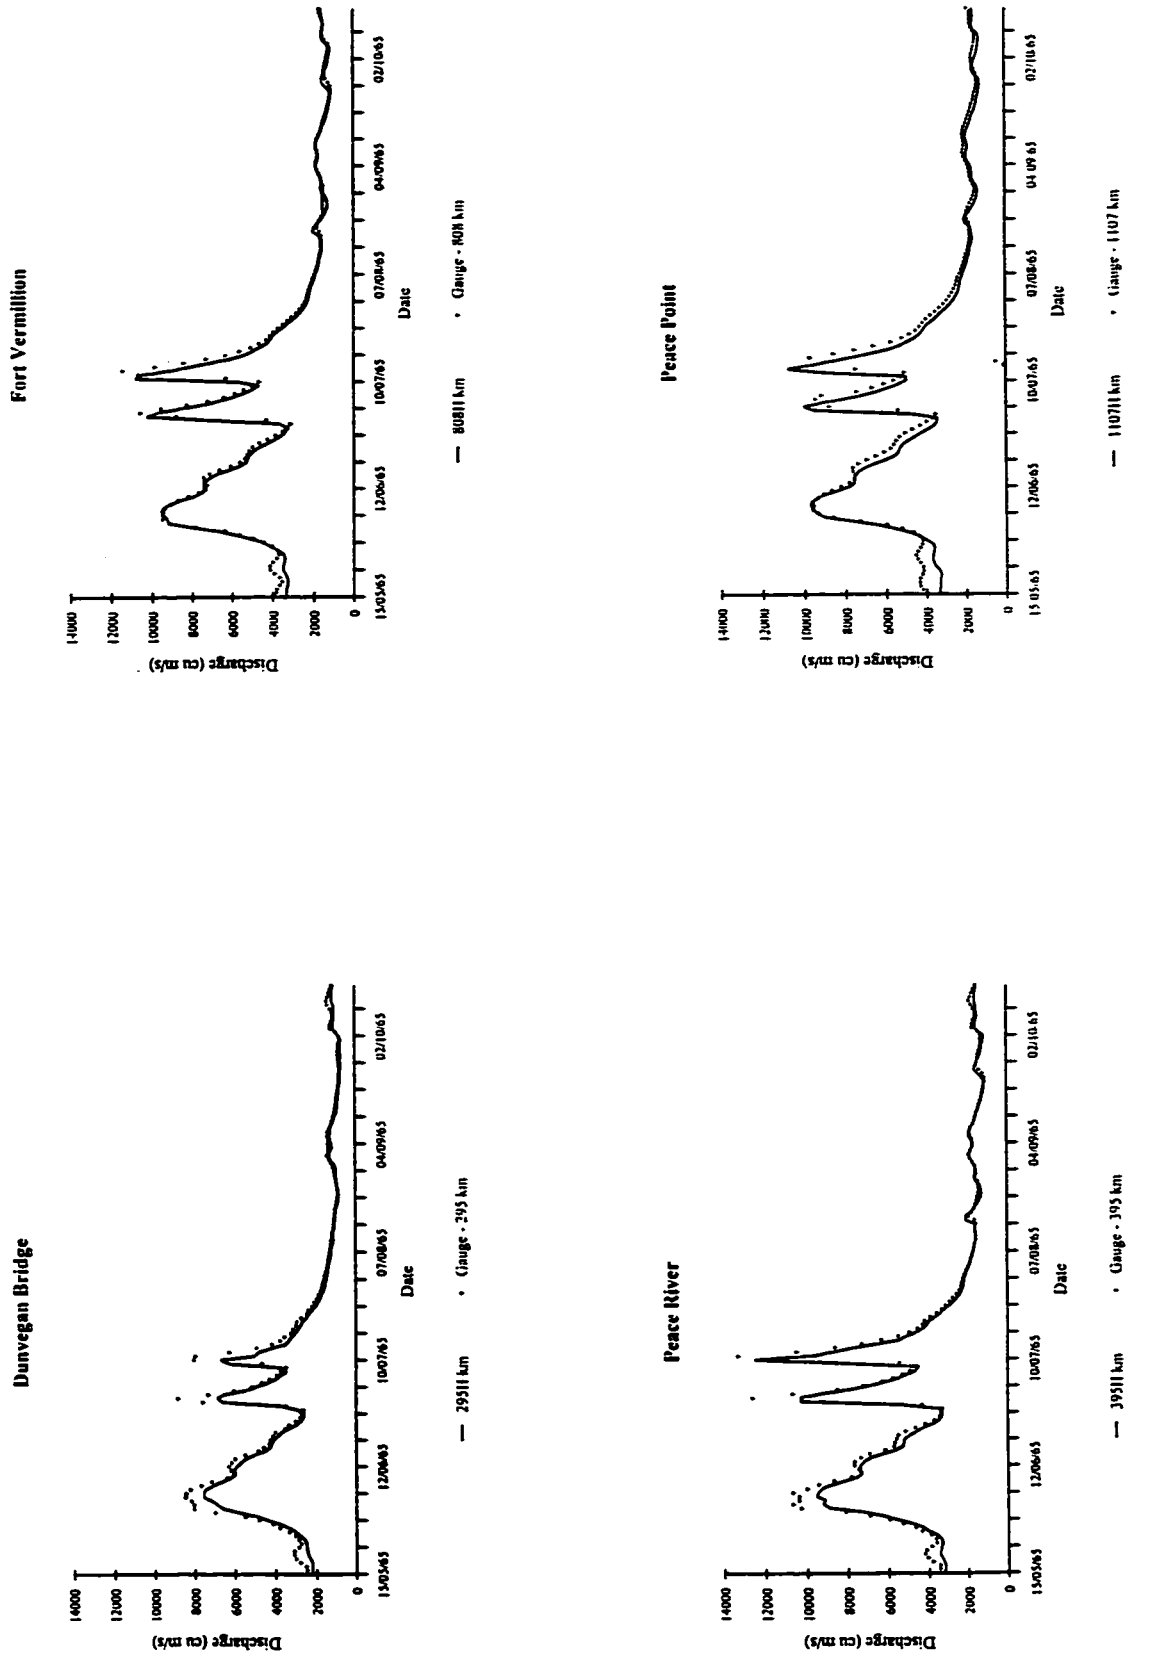 Dunvegan Bridge
Discharge (cu m/s)
14000
12000
10000
8000
6000
4000
2000
0
15/05/65
12/06/65
10/07/65
07/08/65
04/09/65
02/10/65
Date
295H km
Gauge - 295 km
Fort Vermillion
Discharge (cu m/s)
14000
12000
10000
8000
6000
4000
2000
0
15/05/65
12/06/65
10/07/65
07/08/65
04/09/65
02/10/65
Date
808H km
Gauge - 808 km
Peace River
Discharge (cu m/s)
14000
12000
10000
8000
6000
4000
2000
0
15/05/65
12/06/65
10/07/65
07/08/65
04/09/65
02/10/65
Date
395H km
Gauge - 395 km
Peace Point
Discharge (cu m/s)
14000
12000
10000
8000
6000
4000
2000
0
15/05/65
12/06/65
10/07/65
07/08/65
04/09/65
02/10/65
Date
1107H km
Gauge - 1107 km